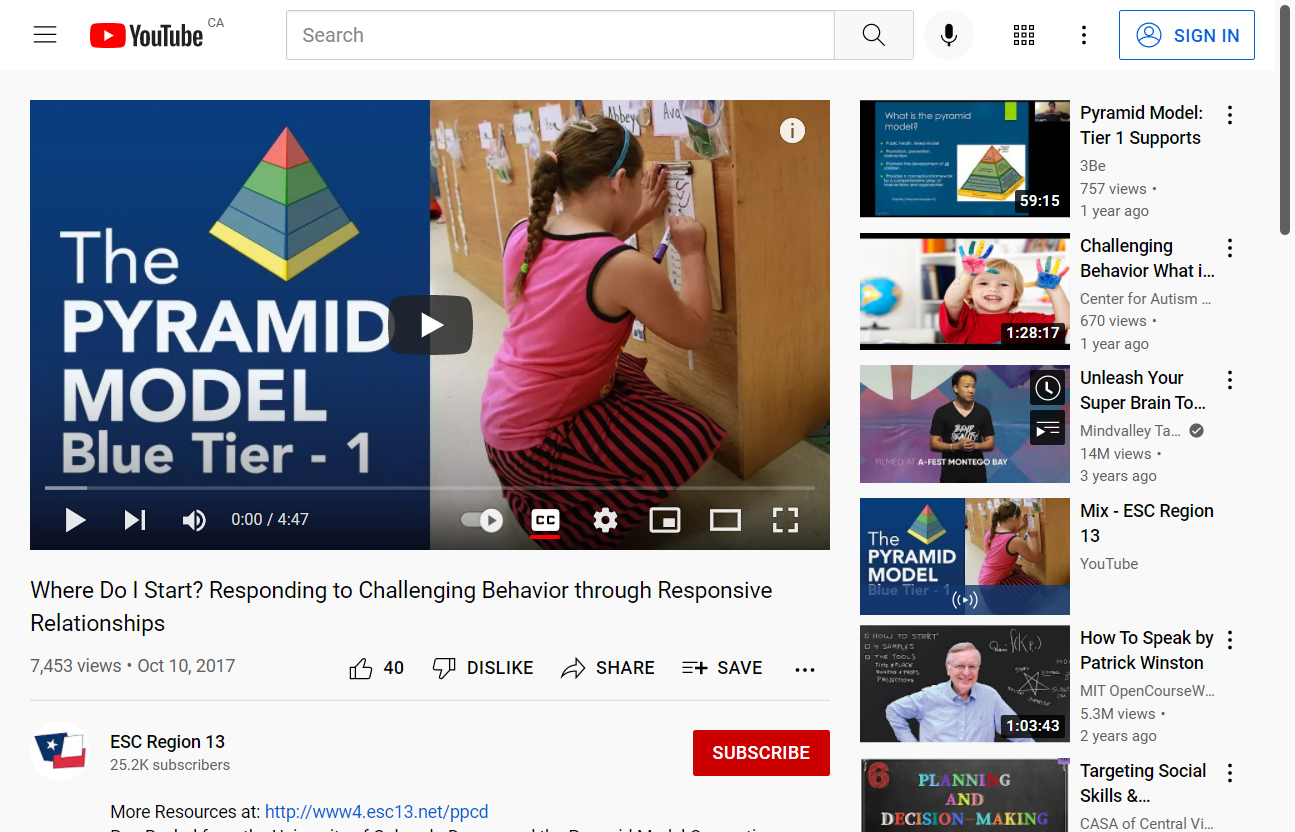 YouTube CA
Search
SIGN IN
Abbey
Ava
The
PYRAMID
MODEL
Blue Tier - 1
0:00 / 4:47
CC
Where Do I Start? Responding to Challenging Behavior through Responsive
Relationships
7,453 views • Oct 10, 2017
40
DISLIKE
SHARE
SAVE
ESC Region 13
25.2K subscribers
SUBSCRIBE
More Resources at: http://www4.esc13.net/ppcd
What is the pyramid
model?
59:15
Pyramid Model:
Tier 1 Supports
3Be
757 views •
1 year ago
1:28:17
Challenging
Behavior What i...
Center for Autism ...
670 views •
1 year ago
FILMED AT A-FEST MONTEGO BAY
Unleash Your
Super Brain To...
Mindvalley Ta...
14M views •
3 years ago
The
PYRAMID
MODEL
Blue Tier - 1
Mix - ESC Region
13
YouTube
HOW TO START
4 SAMPLES
THE TOOLS
TIME & PLACE
1:03:43
How To Speak by
Patrick Winston
MIT OpenCourseW...
5.3M views •
2 years ago
6 PLANNING
AND
DECISION-MAKING
Targeting Social
Skills &...
CASA of Central Vi...